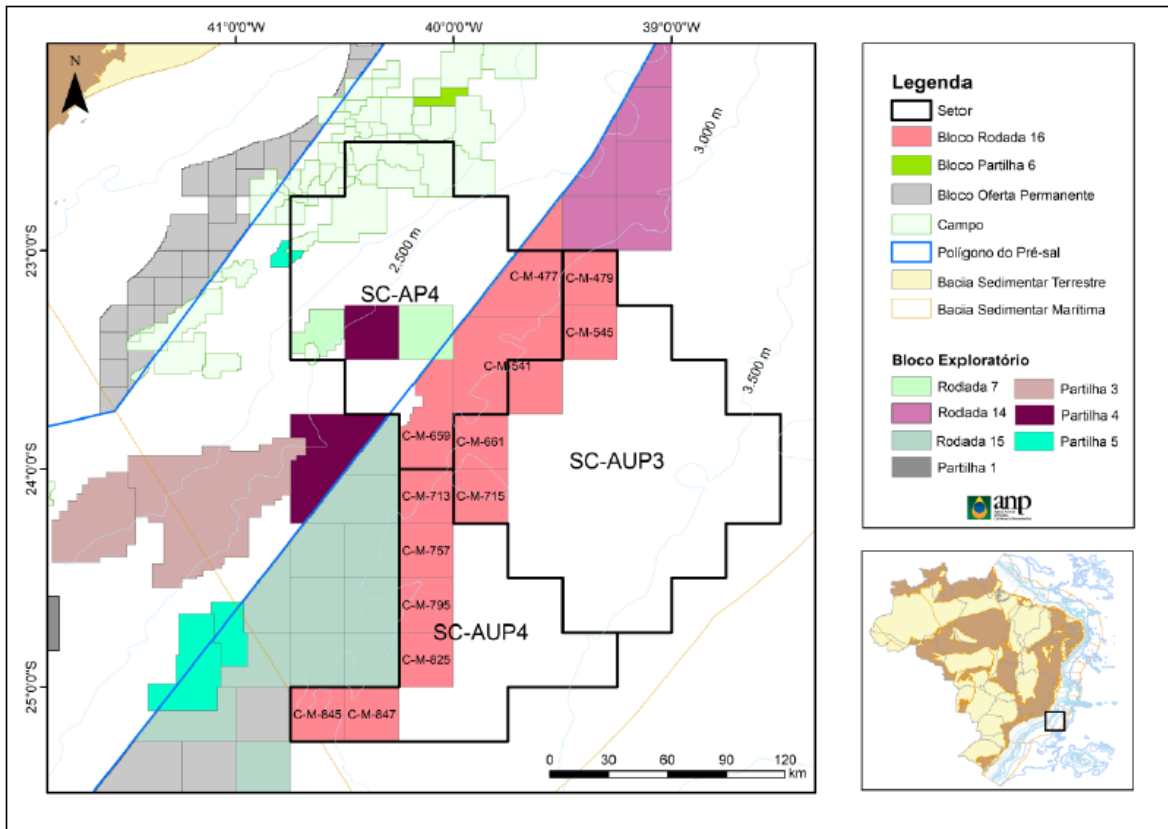 41°0'0"W
40°0'0"W
39°0'0"W
N
23°0'0"S
24°0'0"S
25°0'0"S
3.000 m
2.500 m
3.500 m
C-M-477
C-M-479
SC-AP4
C-M-545
C-M-541
C-M-659
C-M-661
SC-AUP3
C-M-713
C-M-715
C-M-757
C-M-795
SC-AUP4
C-M-825
C-M-845
C-M-847
0 30 60 90 120
km
Legenda
Setor
Bloco Rodada 16
Bloco Partilha 6
Bloco Oferta Permanente
Campo
Polígono do Pré-sal
Bacia Sedimentar Terrestre
Bacia Sedimentar Marítima
Bloco Exploratório
Rodada 7
Partilha 3
Rodada 14
Partilha 4
Rodada 15
Partilha 5
Partilha 1
anp